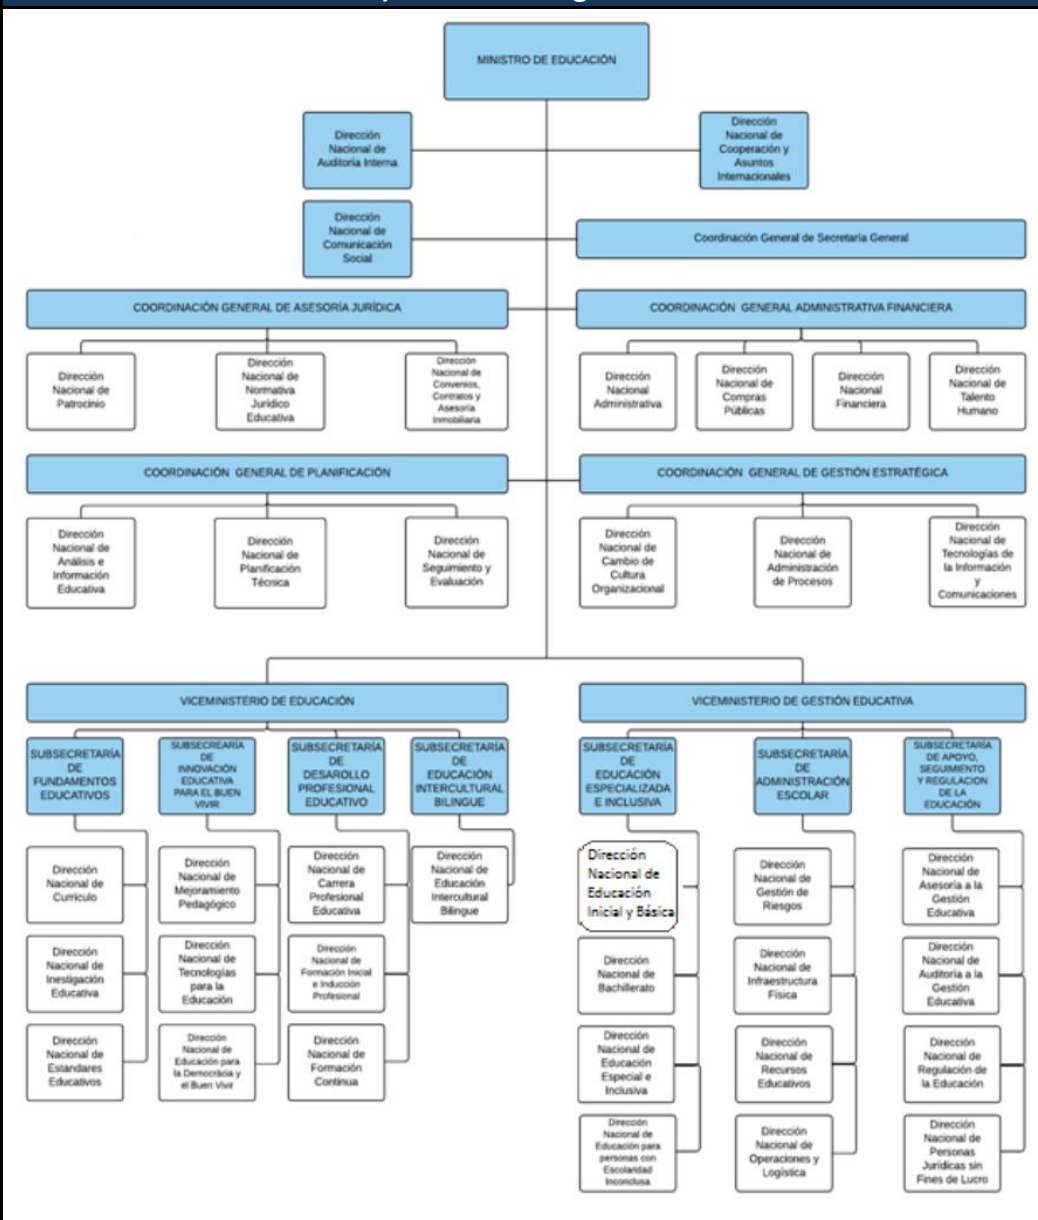 MINISTRO DE EDUCACIÓN
Dirección
Nacional de
Auditoría Interna
Dirección
Nacional de
Cooperación y
Asuntos
Internacionales
Dirección
Nacional de
Comunicación
Social
Coordinación General de Secretaría General
COORDINACIÓN GENERAL DE ASESORÍA JURÍDICA
COORDINACIÓN GENERAL ADMINISTRATIVA FINANCIERA
Dirección
Nacional de
Patrocinio
Dirección
Nacional de
Normativa
Jurídico
Educativa
Dirección
Nacional de
Convenios,
Contratos y
Asesoría
Inmobiliaria
Dirección
Nacional
Administrativa
Dirección
Nacional de
Compras
Públicas
Dirección
Nacional
Financiera
Dirección
Nacional de
Talento
Humano
COORDINACIÓN GENERAL DE PLANIFICACIÓN
COORDINACIÓN GENERAL DE GESTIÓN ESTRATÉGICA
Dirección
Nacional de
Análisis e
Información
Educativa
Dirección
Nacional de
Planificación
Técnica
Dirección
Nacional de
Seguimiento y
Evaluación
Dirección
Nacional de
Cambio de
Cultura
Organizacional
Dirección
Nacional de
Administración
de Procesos
Dirección
Nacional de
Tecnologías de
la Información
y
Comunicaciones
VICEMINISTERIO DE EDUCACIÓN
VICEMINISTERIO DE GESTIÓN EDUCATIVA
SUBSECRETARÍA
DE
FUNDAMENTOS
EDUCATIVOS
SUBSECREARÍA
DE
INNOVACIÓN
EDUCATIVA
PARA EL BUEN
VIVIR
SUBSECRETARÍA
DE
DESAROLLO
PROFESIONAL
EDUCATIVO
SUBSECRETARÍA
DE
EDUCACIÓN
INTERCULTURAL
BILINGUE
SUBSECRETARÍA
DE
EDUCACIÓN
ESPECIALIZADA
E INCLUSIVA
SUBSECRETARÍA
DE
ADMINISTRACIÓN
ESCOLAR
SUBSECRETARÍA
DE APOYO,
SEGUIMIENTO
Y REGULACION
DE LA
EDUCACIÓN
Dirección
Nacional de
Currículo
Dirección
Nacional de
Mejoramiento
Pedagógico
Dirección
Nacional de
Carrera
Profesional
Educativa
Dirección
Nacional de
Educación
Intercultural
Bilingue
Dirección
Nacional de
Educación
Inicial y Básica
Dirección
Nacional de
Gestión de
Riesgos
Dirección
Nacional de
Asesoria a la
Gestión
Educativa
Dirección
Nacional de
Inestigación
Educativa
Dirección
Nacional de
Tecnologías
para la
Educación
Dirección
Nacional de
Formación Inicial
e Inducción
Profesional
Dirección
Nacional de
Bachillerato
Dirección
Nacional de
Infraestructura
Física
Dirección
Nacional de
Auditoría a la
Gestión
Educativa
Dirección
Nacional de
Estandares
Educativos
Dirección
Nacional de
Educación para
la Democrácia y
el Buen Vivir
Dirección
Nacional de
Formación
Continua
Dirección
Nacional de
Educación
Especial e
Inclusiva
Dirección
Nacional de
Recursos
Educativos
Dirección
Nacional de
Regulación de
la Educación
Dirección
Nacional de
Educación para
personas con
Escolaridad
Inconclusa
Dirección
Nacional de
Operaciones y
Logística
Dirección
Nacional de
Personas
Jurídicas sin
Fines de Lucro